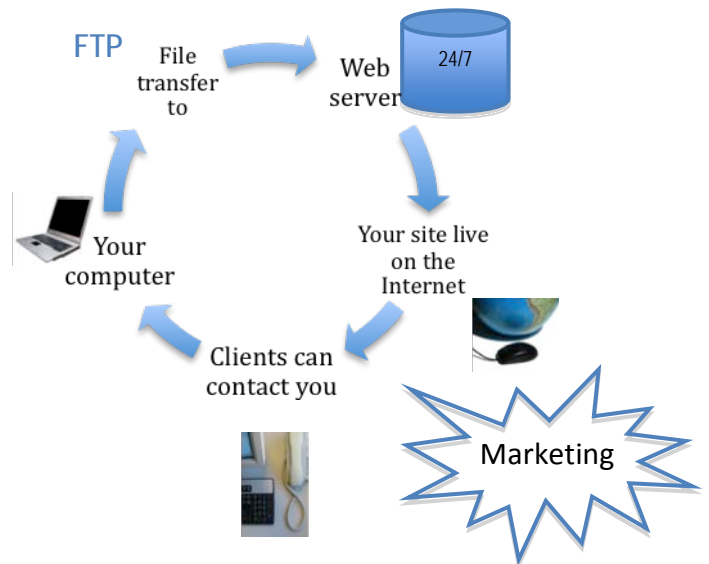 FTP
File
transfer
to
Web
server
24/7
Your site live
on the
Internet
Clients can
contact you
Your
computer
Marketing